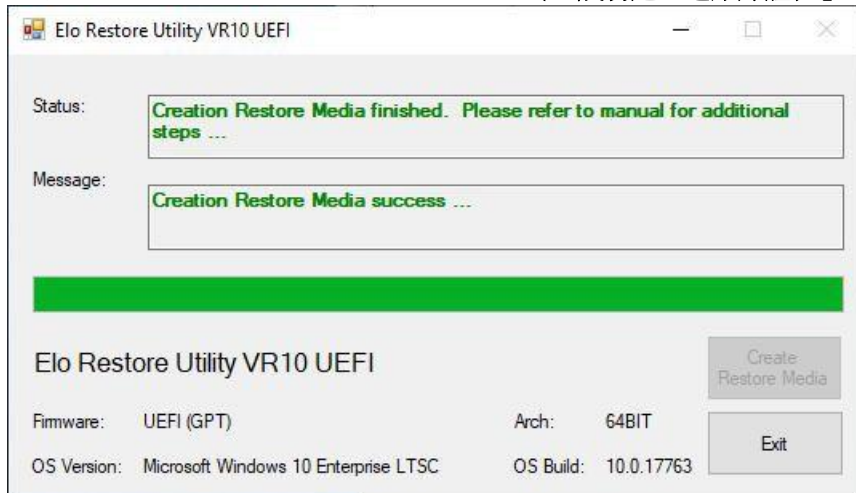 Elo Restore Utility VR10 UEFI
Status:
Creation Restore Media finished. Please refer to manual for additional
steps ...
Message:
Creation Restore Media success ...
Elo Restore Utility VR10 UEFI
Create
Restore Media
Firmware: UEFI (GPT) Arch: 64BIT
Exit
OS Version: Microsoft Windows 10 Enterprise LTSC OS Build: 10.0.17763